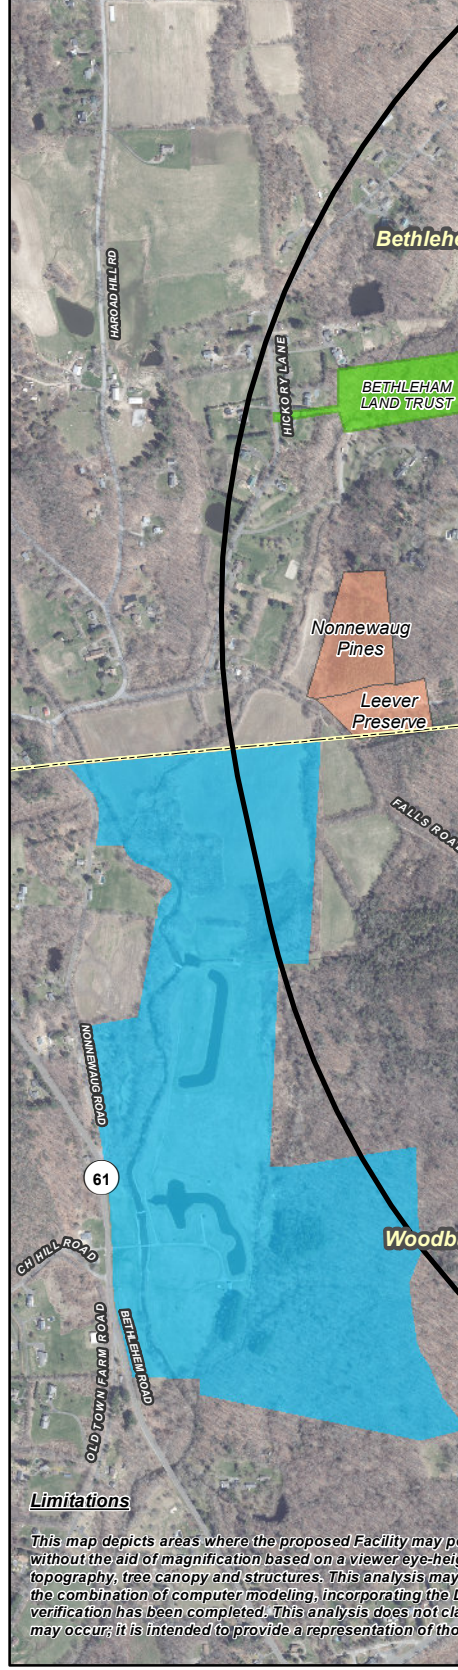 Bethlehe
HAROAD HILL RD
HICKORY LANE
BETHLEHAM
LAND TRUST
Nonnewaug
Pines
Leever
Preserve
FALLS ROA
NONNEWAUG ROAD
61
Woodb
CH HILL ROAD
OLD TOWN FARM ROAD
BETHLEHEM ROAD
Limitations
This map depicts areas where the proposed Facility may p
without the aid of magnification based on a viewer eye-heig
topography, tree canopy and structures. This analysis may
the combination of computer modeling, incorporating the L
verification has been completed. This analysis does not cla
may occur; it is intended to provide a representation of tho